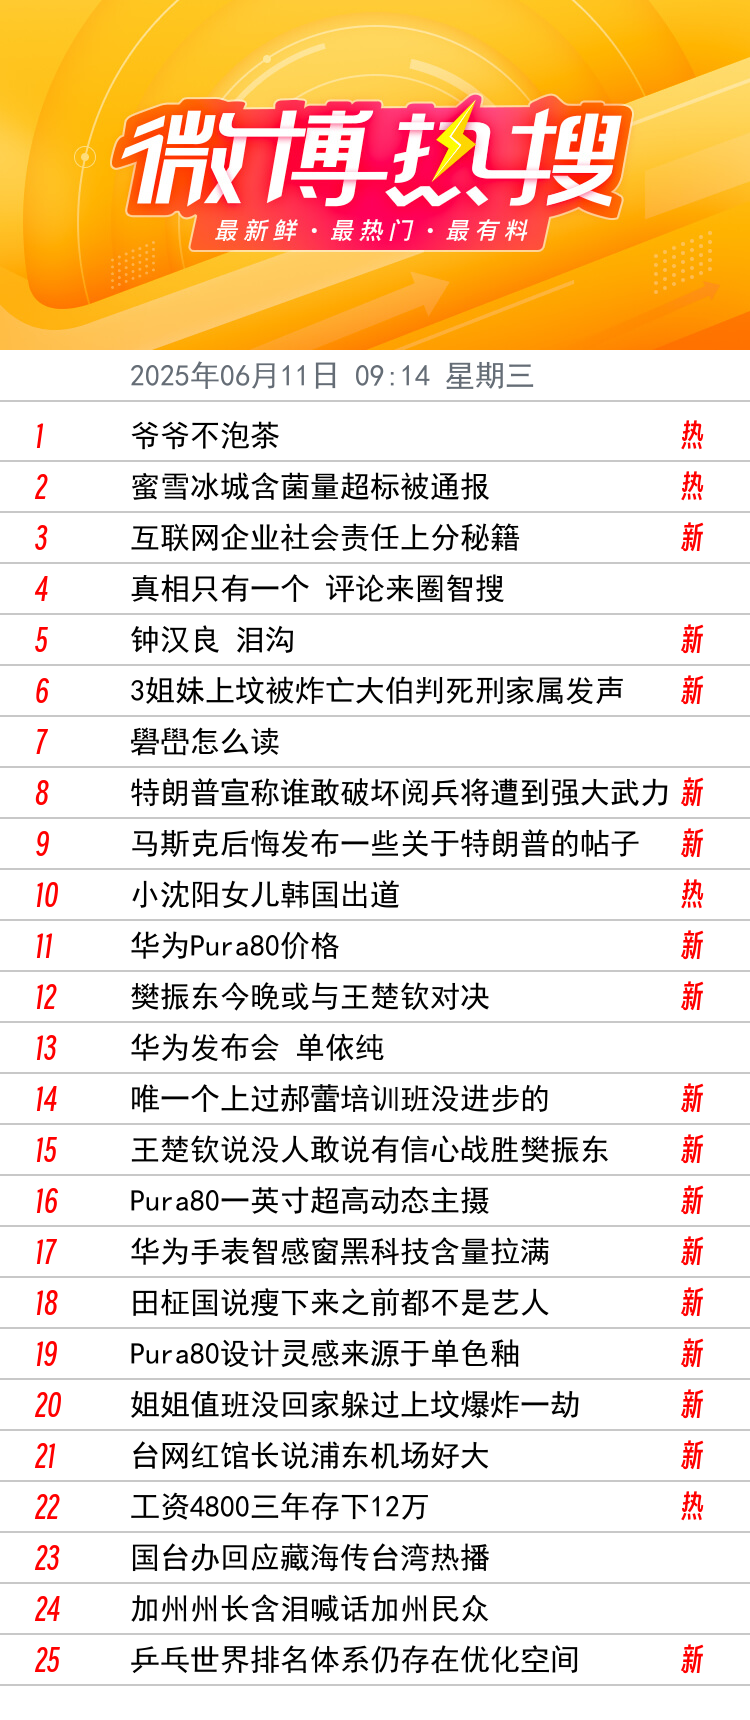 微博热搜
最新鲜·最热门·最有料
2025年06月11日 09:14 星期三
1 爷爷不泡茶 热
2 蜜雪冰城含菌量超标被通报 热
3 互联网企业社会责任上分秘籍 新
4 真相只有一个 评论来圈智搜
5 钟汉良 泪沟 新
6 3姐妹上坟被炸亡大伯判死刑家属发声 新
7 礐嵒怎么读
8 特朗普宣称谁敢破坏阅兵将遭到强大武力 新
9 马斯克后悔发布一些关于特朗普的帖子 新
10 小沈阳女儿韩国出道 热
11 华为Pura80价格 新
12 樊振东今晚或与王楚钦对决 新
13 华为发布会 单依纯
14 唯一个上过郝蕾培训班没进步的 新
15 王楚钦说没人敢说有信心战胜樊振东 新
16 Pura80一英寸超高动态主摄 新
17 华为手表智感窗黑科技含量拉满 新
18 田柾国说瘦下来之前都不是艺人 新
19 Pura80设计灵感来源于单色釉 新
20 姐姐值班没回家躲过上坟爆炸一劫 新
21 台网红馆长说浦东机场好大 新
22 工资4800三年存下12万 热
23 国台办回应藏海传台湾热播
24 加州州长含泪喊话加州民众
25 乒乓世界排名体系仍存在优化空间 新